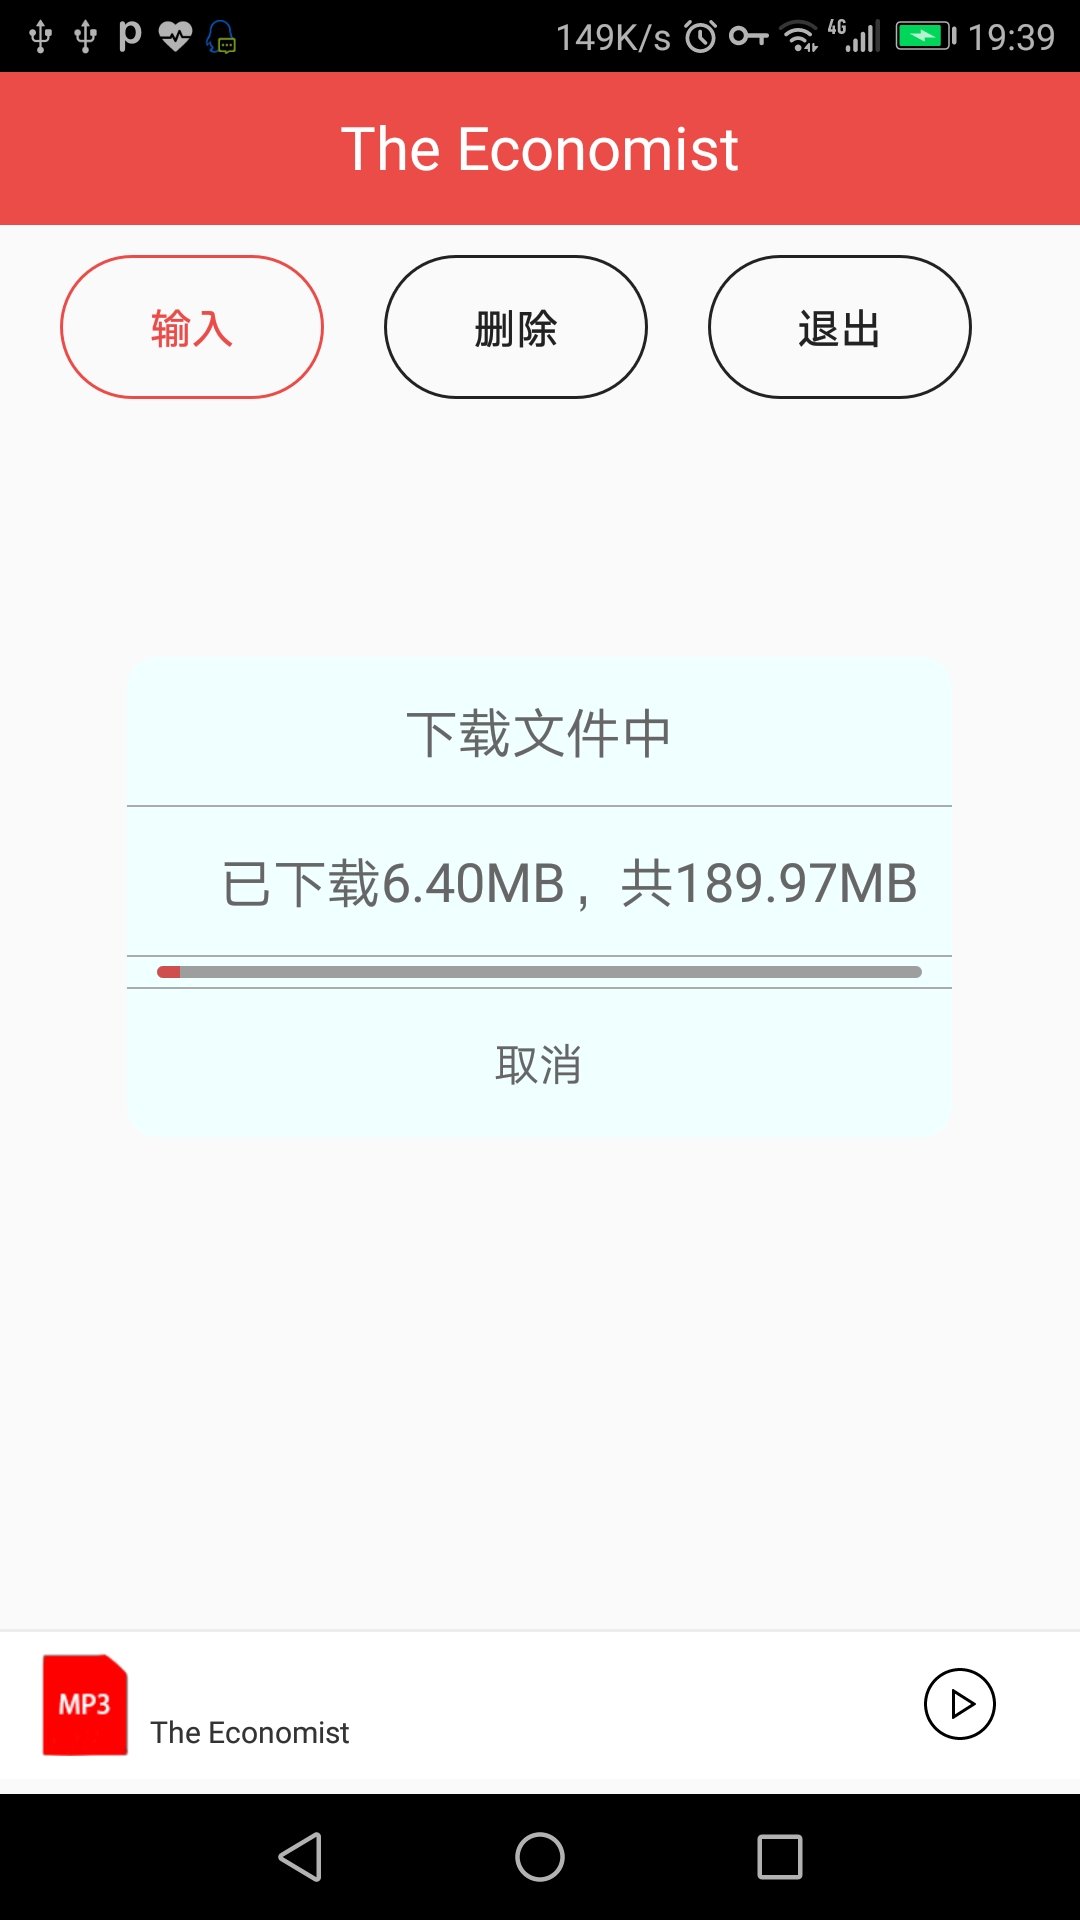 149K/s 4G 19:39
The Economist
输入 删除 退出
下载文件中
已下载6.40MB，共189.97MB
取消
MP3
The Economist